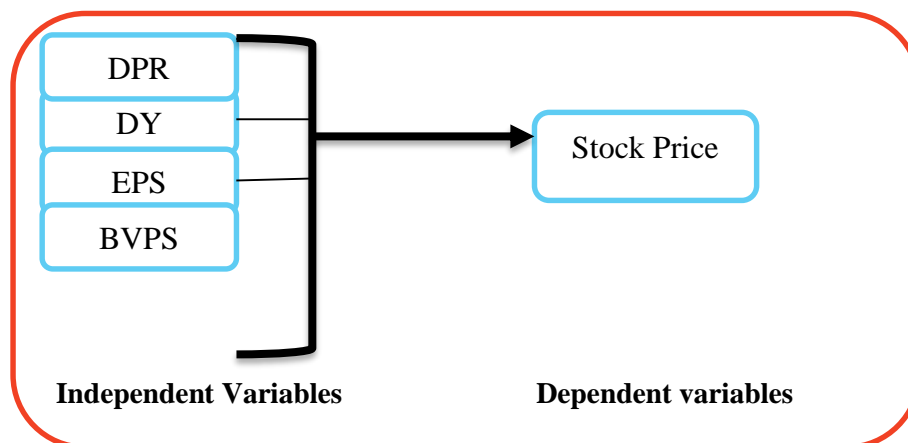 DPR
DY
EPS
BVPS
Stock Price
Independent Variables
Dependent variables